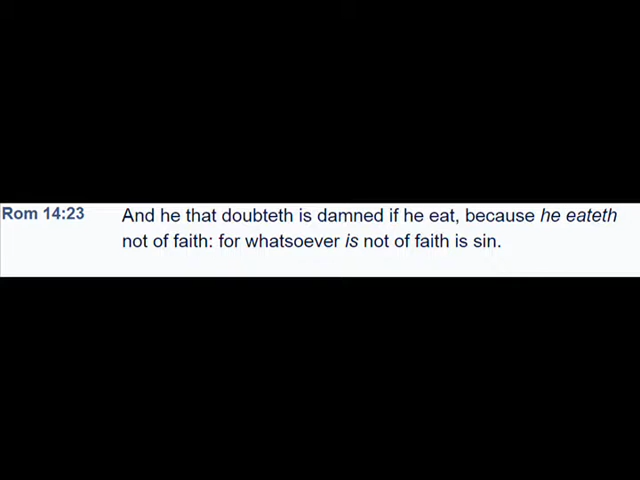 Rom 14:23 And he that doubteth is damned if he eat, because he eateth
not of faith: for whatsoever is not of faith is sin.